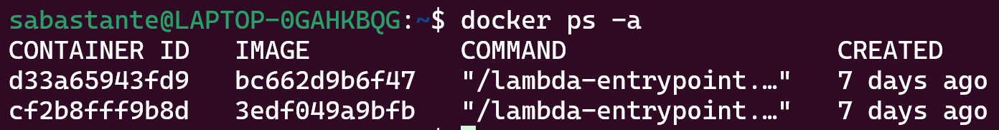 sabastante@LAPTOP-0GAHKBQG:~$ docker ps -a
CONTAINER ID   IMAGE          COMMAND                  CREATED
d33a65943fd9   bc662d9b6f47   "/lambda-entrypoint.…"   7 days ago
cf2b8fff9b8d   3edf049a9bfb   "/lambda-entrypoint.…"   7 days ago